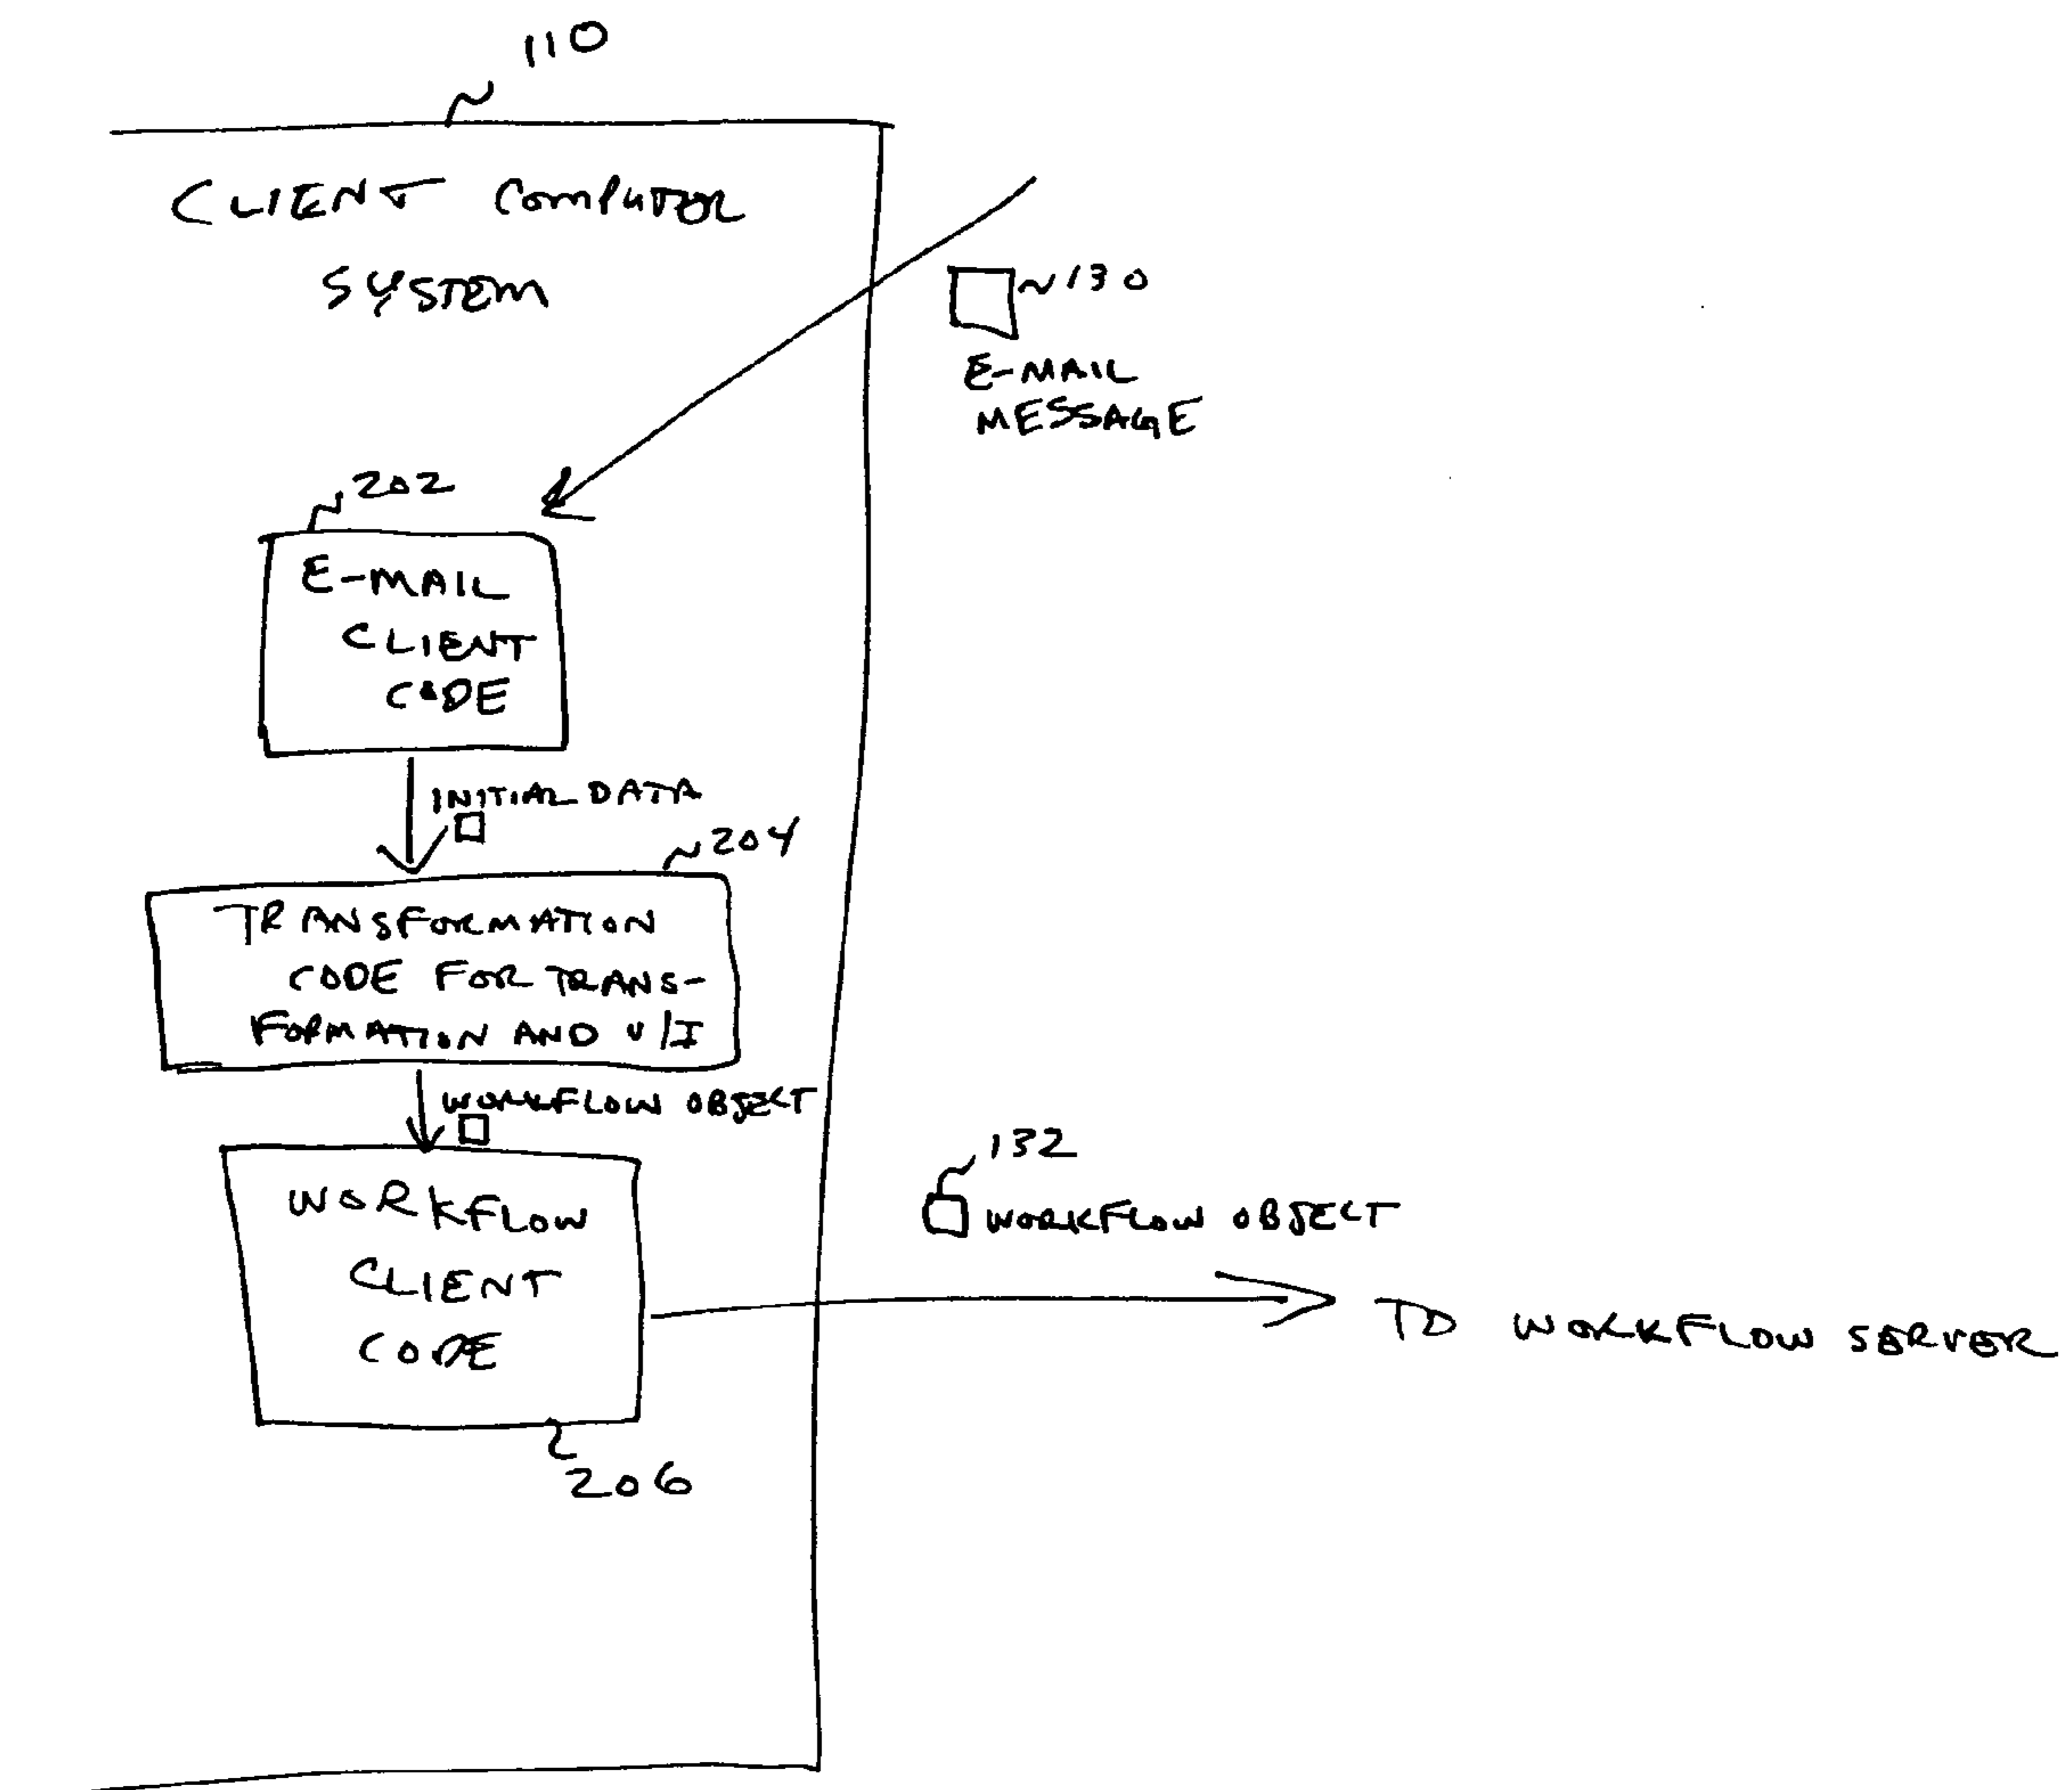 110
CLIENT COMPUTER
SYSTEM
130
E-MAIL
MESSAGE
202
E-MAIL
CLIENT
CODE
INITIAL DATA
204
TRANSFORMATION
CODE FOR TRANS-
FORMATION AND U/I
WORKFLOW OBJECT
WORKFLOW
CLIENT
CODE
206
132
WORKFLOW OBJECT
TO WORKFLOW SERVER